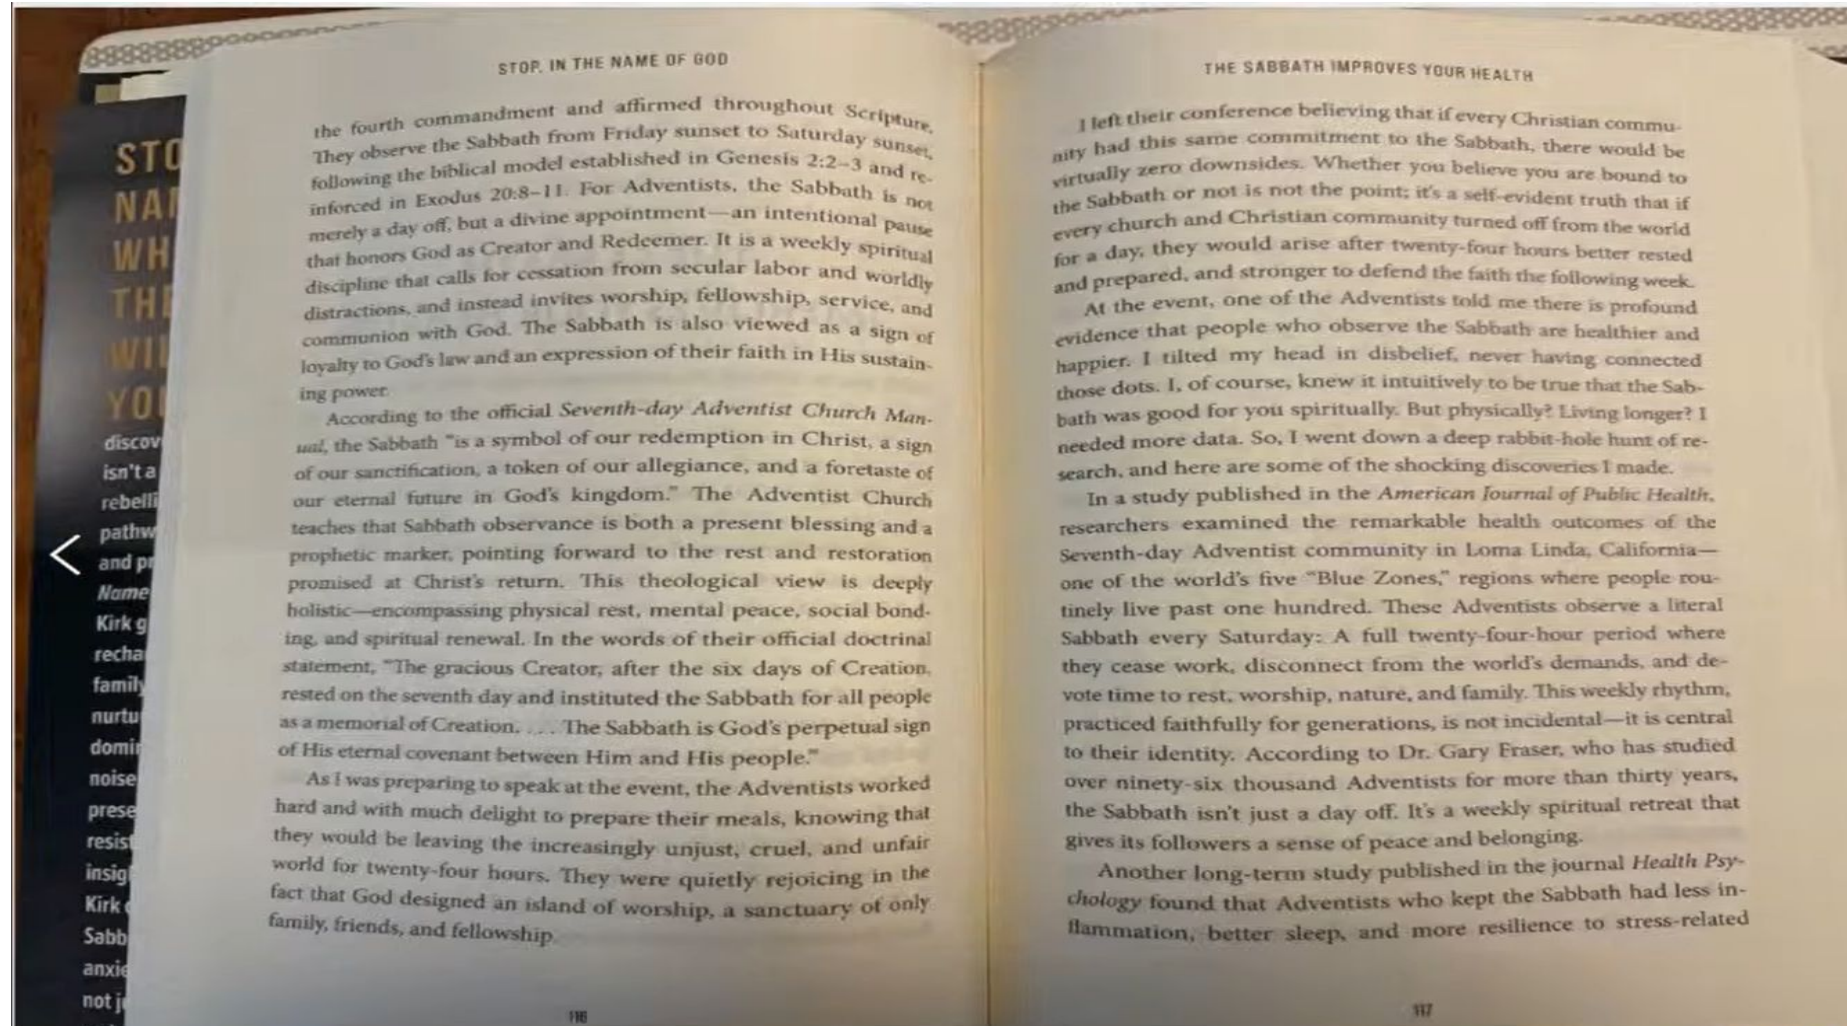 STOP, IN THE NAME OF GOD
the fourth commandment and affirmed throughout Scripture.
They observe the Sabbath from Friday sunset to Saturday sunset,
following the biblical model established in Genesis 2:2–3 and re-
inforced in Exodus 20:8–11. For Adventists, the Sabbath is not
merely a day off, but a divine appointment—an intentional pause
that honors God as Creator and Redeemer. It is a weekly spiritual
discipline that calls for cessation from secular labor and worldly
distractions, and instead invites worship, fellowship, service, and
communion with God. The Sabbath is also viewed as a sign of
loyalty to God's law and an expression of their faith in His sustain-
ing power.
According to the official Seventh-day Adventist Church Man-
ual, the Sabbath "is a symbol of our redemption in Christ, a sign
of our sanctification, a token of our allegiance, and a foretaste of
our eternal future in God's kingdom." The Adventist Church
teaches that Sabbath observance is both a present blessing and a
prophetic marker, pointing forward to the rest and restoration
promised at Christ's return. This theological view is deeply
holistic—encompassing physical rest, mental peace, social bond-
ing, and spiritual renewal. In the words of their official doctrinal
statement, "The gracious Creator, after the six days of Creation,
rested on the seventh day and instituted the Sabbath for all people
as a memorial of Creation. . . . The Sabbath is God's perpetual sign
of His eternal covenant between Him and His people."
As I was preparing to speak at the event, the Adventists worked
hard and with much delight to prepare their meals, knowing that
they would be leaving the increasingly unjust, cruel, and unfair
world for twenty-four hours. They were quietly rejoicing in the
fact that God designed an island of worship, a sanctuary of only
family, friends, and fellowship.
116
THE SABBATH IMPROVES YOUR HEALTH
I left their conference believing that if every Christian commu-
nity had this same commitment to the Sabbath, there would be
virtually zero downsides. Whether you believe you are bound to
the Sabbath or not is not the point; it's a self-evident truth that if
every church and Christian community turned off from the world
for a day, they would arise after twenty-four hours better rested
and prepared, and stronger to defend the faith the following week.
At the event, one of the Adventists told me there is profound
evidence that people who observe the Sabbath are healthier and
happier. I tilted my head in disbelief, never having connected
those dots. I, of course, knew it intuitively to be true that the Sab-
bath was good for you spiritually. But physically? Living longer? I
needed more data. So, I went down a deep rabbit-hole hunt of re-
search, and here are some of the shocking discoveries I made.
In a study published in the American Journal of Public Health,
researchers examined the remarkable health outcomes of the
Seventh-day Adventist community in Loma Linda, California—
one of the world's five "Blue Zones," regions where people rou-
tinely live past one hundred. These Adventists observe a literal
Sabbath every Saturday: A full twenty-four-hour period where
they cease work, disconnect from the world's demands, and de-
vote time to rest, worship, nature, and family. This weekly rhythm,
practiced faithfully for generations, is not incidental—it is central
to their identity. According to Dr. Gary Fraser, who has studied
over ninety-six thousand Adventists for more than thirty years,
the Sabbath isn't just a day off. It's a weekly spiritual retreat that
gives its followers a sense of peace and belonging.
Another long-term study published in the journal Health Psy-
chology found that Adventists who kept the Sabbath had less in-
flammation, better sleep, and more resilience to stress-related
117
STO
NAM
WH
THE
WIL
YOU
discov
isn't a
rebelli
pathw
and pr
Name
Kirk g
recha
family
nurtu
domin
noise
prese
resist
insig
Kirk
Sabb
anxie
not j